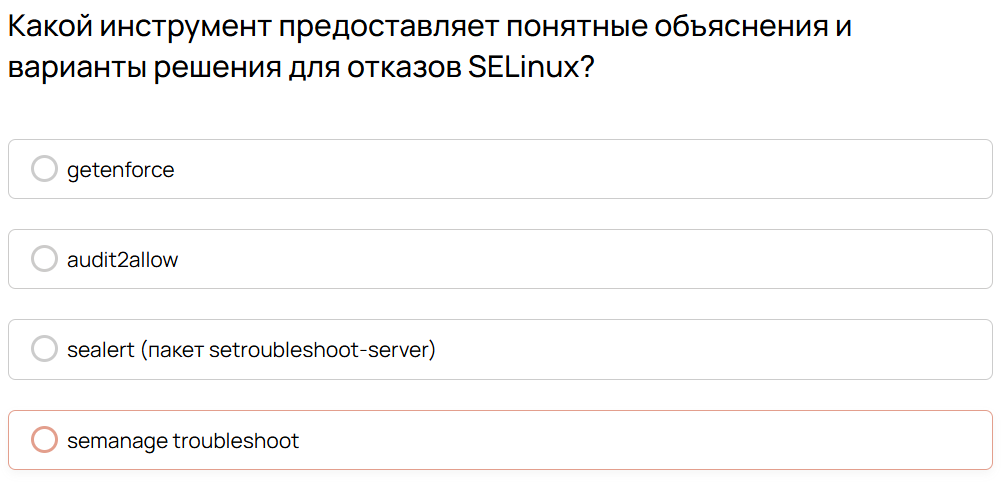 Какой инструмент предоставляет понятные объяснения и
варианты решения для отказов SELinux?
getenforce
audit2allow
sealert (пакет setroubleshoot-server)
semanage troubleshoot